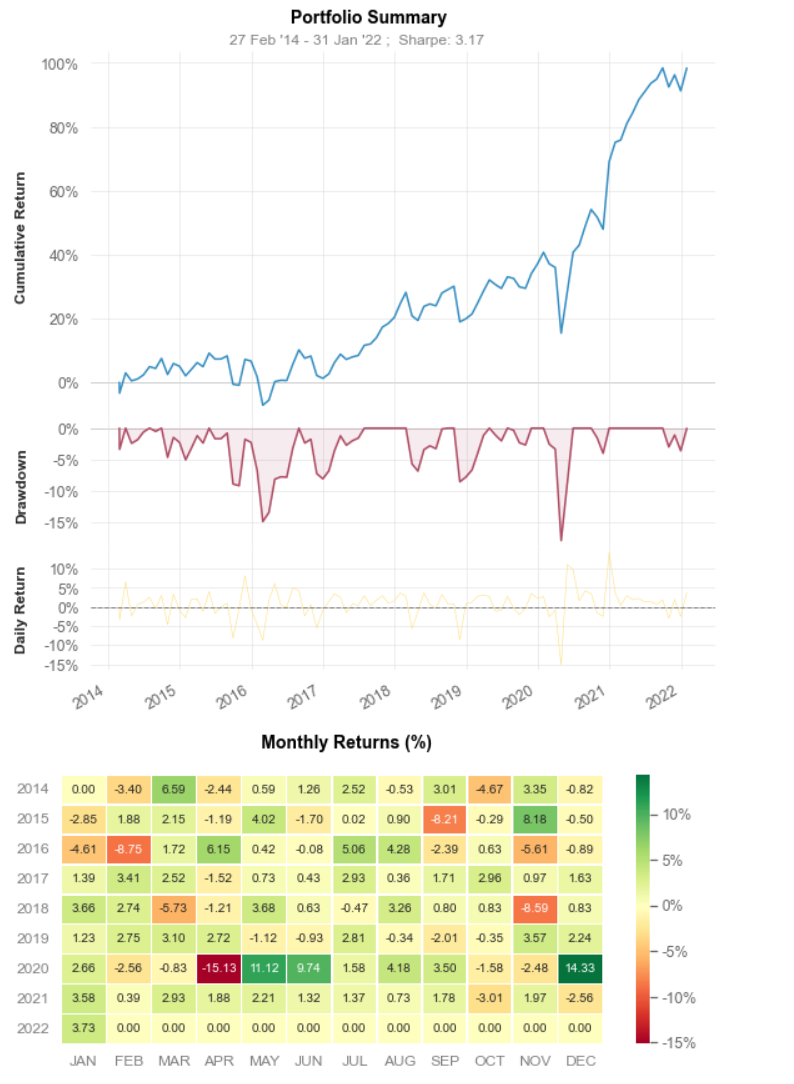 Portfolio Summary
27 Feb '14 - 31 Jan '22 ;  Sharpe: 3.17
Cumulative Return
100%
80%
60%
40%
20%
0%
Drawdown
0%
-5%
-10%
-15%
Daily Return
10%
5%
0%
-5%
-10%
-15%
2014 2015 2016 2017 2018 2019 2020 2021 2022
Monthly Returns (%)
2014 0.00 -3.40 6.59 -2.44 0.59 1.26 2.52 -0.53 3.01 -4.67 3.35 -0.82
2015 -2.85 1.88 2.15 -1.19 4.02 -1.70 0.02 0.90 -8.21 -0.29 8.18 -0.50
2016 -4.61 -8.75 1.72 6.15 0.42 -0.08 5.06 4.28 -2.39 0.63 -5.61 -0.89
2017 1.39 3.41 2.52 -1.52 0.73 0.43 2.93 0.36 1.71 2.96 0.97 1.63
2018 3.66 2.74 -5.73 -1.21 3.68 0.63 -0.47 3.26 0.80 0.83 -8.59 0.83
2019 1.23 2.75 3.10 2.72 -1.12 -0.93 2.81 -0.34 -2.01 -0.35 3.57 2.24
2020 2.66 -2.56 -0.83 -15.13 11.12 9.74 1.58 4.18 3.50 -1.58 -2.48 14.33
2021 3.58 0.39 2.93 1.88 2.21 1.32 1.37 0.73 1.78 -3.01 1.97 -2.56
2022 3.73 0.00 0.00 0.00 0.00 0.00 0.00 0.00 0.00 0.00 0.00 0.00
JAN FEB MAR APR MAY JUN JUL AUG SEP OCT NOV DEC
10%
5%
0%
-5%
-10%
-15%